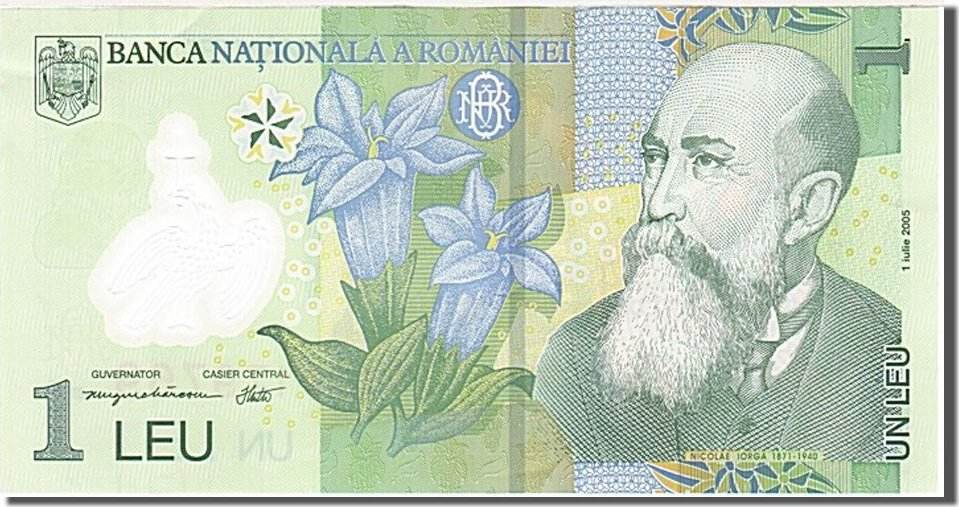 BANCA NAȚIONALĂ A ROMÂNIEI
1
1 iulie 2005
GUVERNATOR
CASIER CENTRAL
1 LEU
UN LEU
NICOLAE IORGA 1871-1940